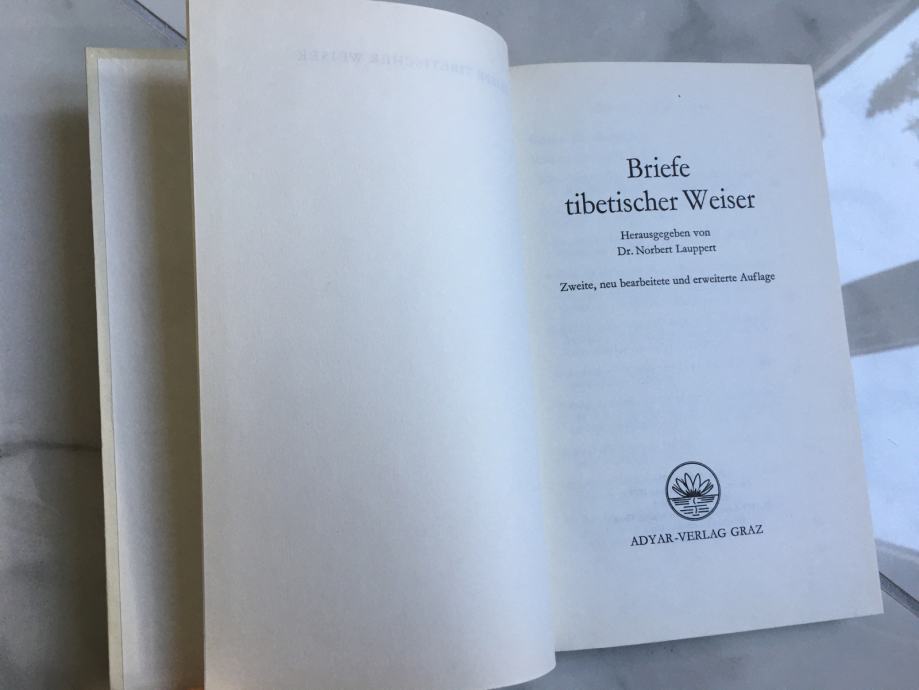 Briefe
tibetischer Weiser
Herausgegeben von
Dr. Norbert Lauppert
Zweite, neu bearbeitete und erweiterte Auflage
ADYAR-VERLAG GRAZ